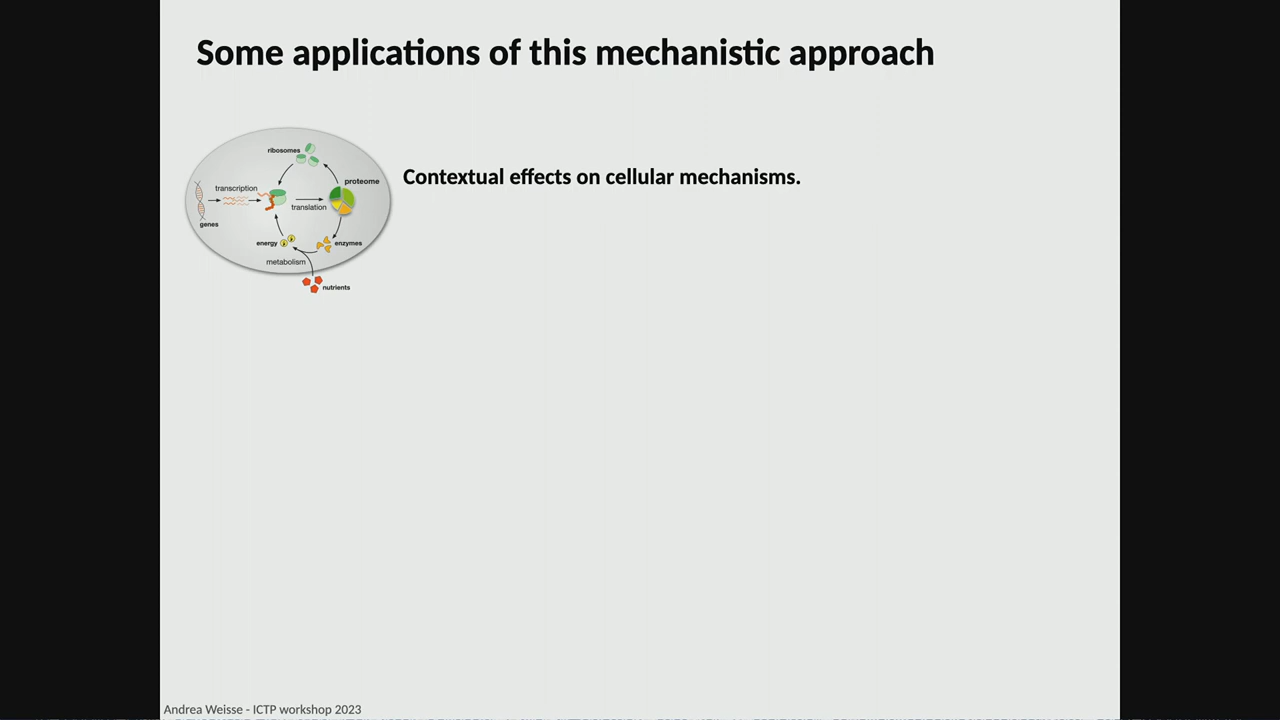 Some applications of this mechanistic approach
ribosomes
proteome
Contextual effects on cellular mechanisms.
transcription
translation
genes
energy
enzymes
metabolism
nutrients
Andrea Weisse - ICTP workshop 2023